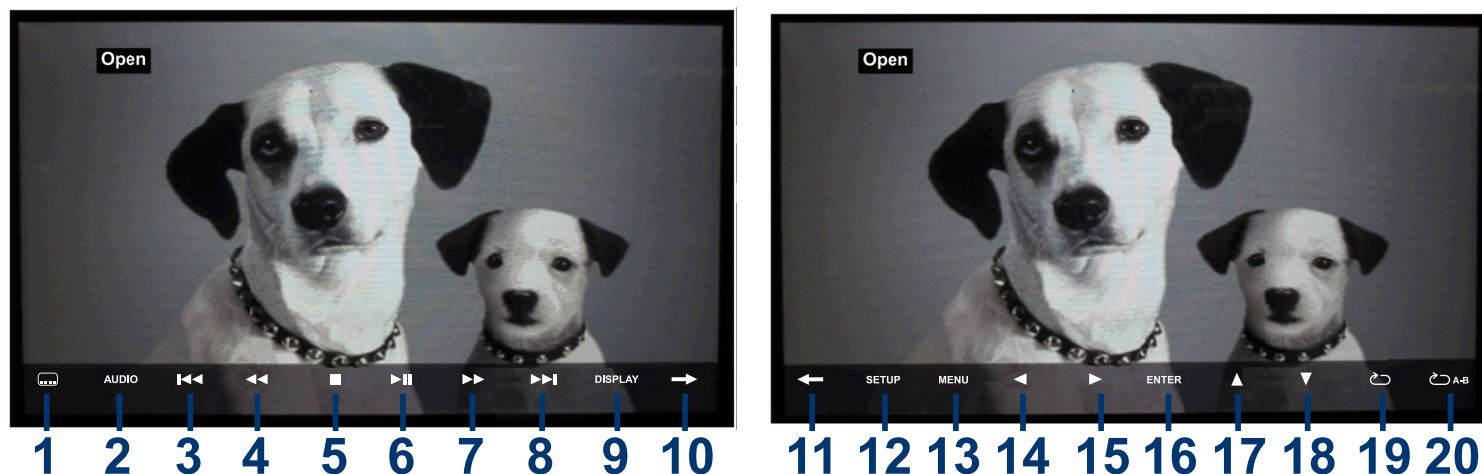 Open
AUDIO DISPLAY
1 2 3 4 5 6 7 8 9 10
Open
SETUP MENU ENTER A-B
11 12 13 14 15 16 17 18 19 20